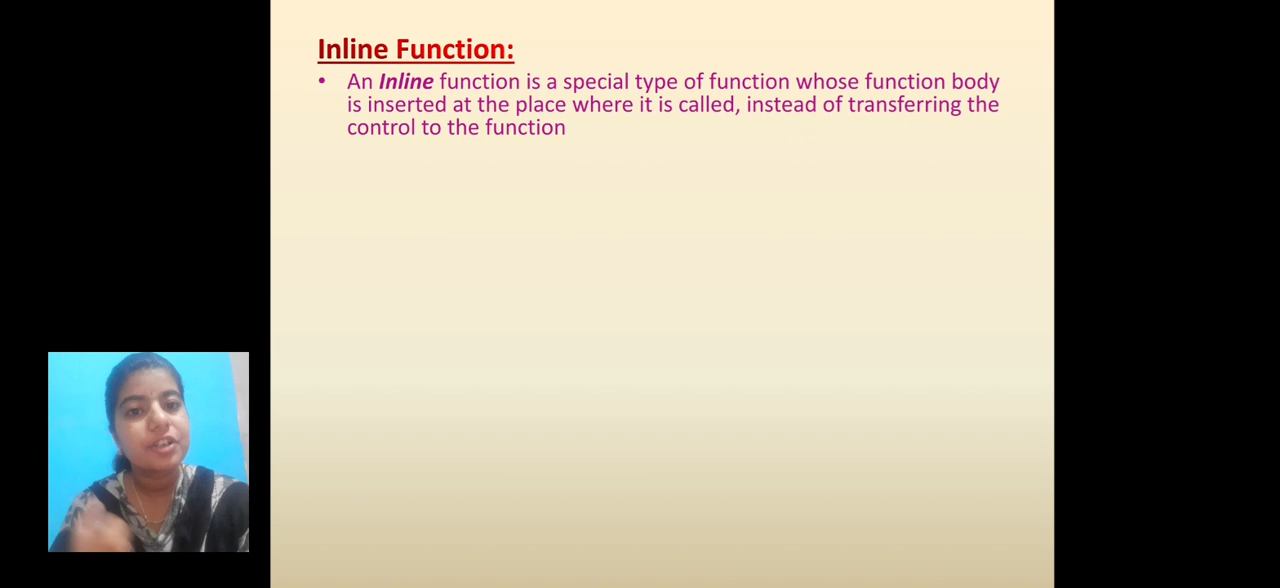 Inline Function:
• An Inline function is a special type of function whose function body
is inserted at the place where it is called, instead of transferring the
control to the function